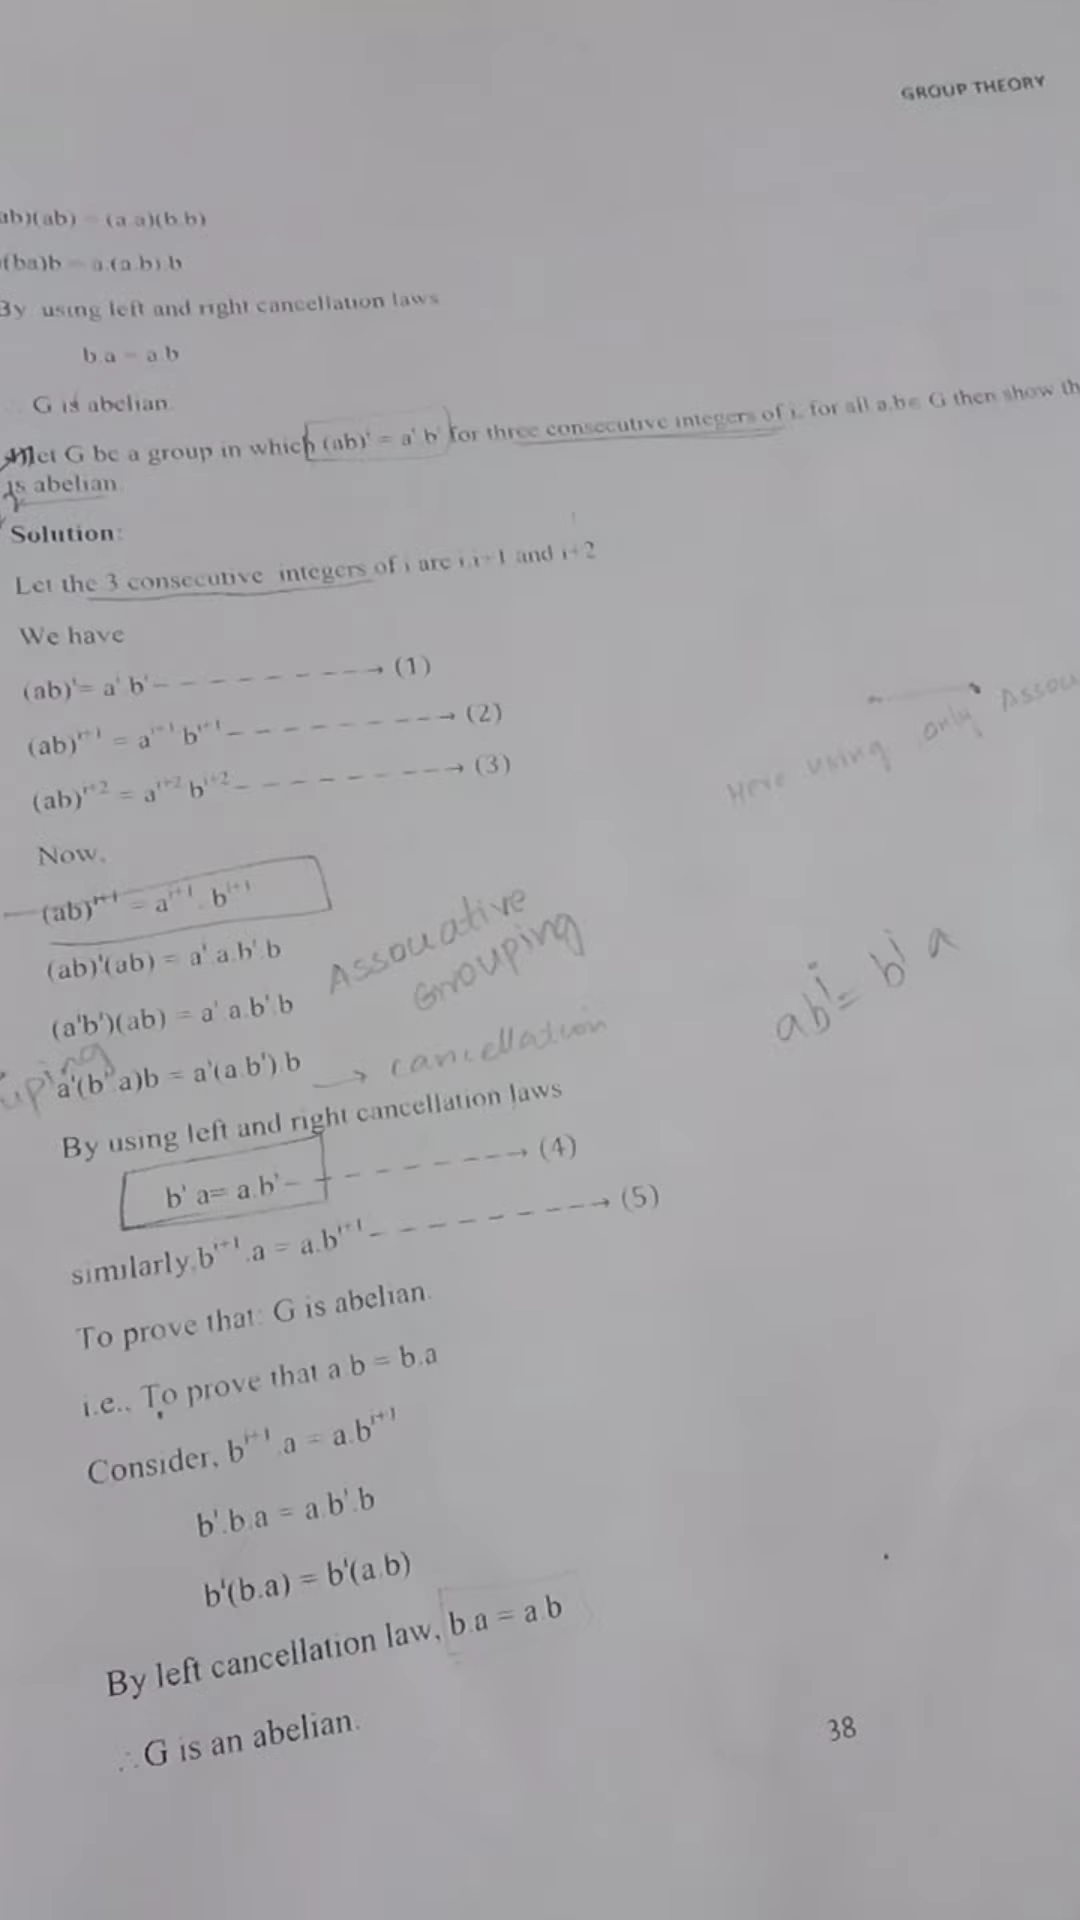 GROUP THEORY
ab)(ab) = (a.a)(b.b)
(ba)b = a.(a.b).b
By using left and right cancellation laws
b.a = a.b
G is abelian.
Let G be a group in which (ab)ⁱ = aⁱ bⁱ for three consecutive integers of i, for all a,b∈ G then show th
is abelian.
Solution:
Let the 3 consecutive integers of i are i,i+1 and i+2
We have
(ab)ⁱ= aⁱ bⁱ- - - - - - - - - → (1)
(ab)ⁱ⁺¹ = aⁱ⁺¹ bⁱ⁺¹- - - - - - - - - → (2)
(ab)ⁱ⁺² = aⁱ⁺² bⁱ⁺²- - - - - - - - - → (3)
Here using only Assou
Now,
(ab)ⁱ⁺¹ = aⁱ⁺¹. bⁱ⁺¹
(ab)ⁱ(ab) = aⁱ.a.bⁱ.b
Assouative
Grouping
(aⁱbⁱ)(ab) = aⁱ.a.bⁱ.b
abⁱ = bⁱ a
uping
aⁱ(bⁱ.a)b = aⁱ(a.bⁱ).b → cancellation
By using left and right cancellation laws
bⁱ a= a.bⁱ- - - - - - - - → (4)
similarly,bⁱ⁺¹.a = a.bⁱ⁺¹- - - - - - - - - → (5)
To prove that: G is abelian.
i.e., To prove that a.b = b.a
Consider, bⁱ⁺¹.a = a.bⁱ⁺¹
bⁱ.b.a = a.bⁱ.b
bⁱ(b.a) = bⁱ(a.b)
By left cancellation law, b.a = a.b
∴G is an abelian.
38